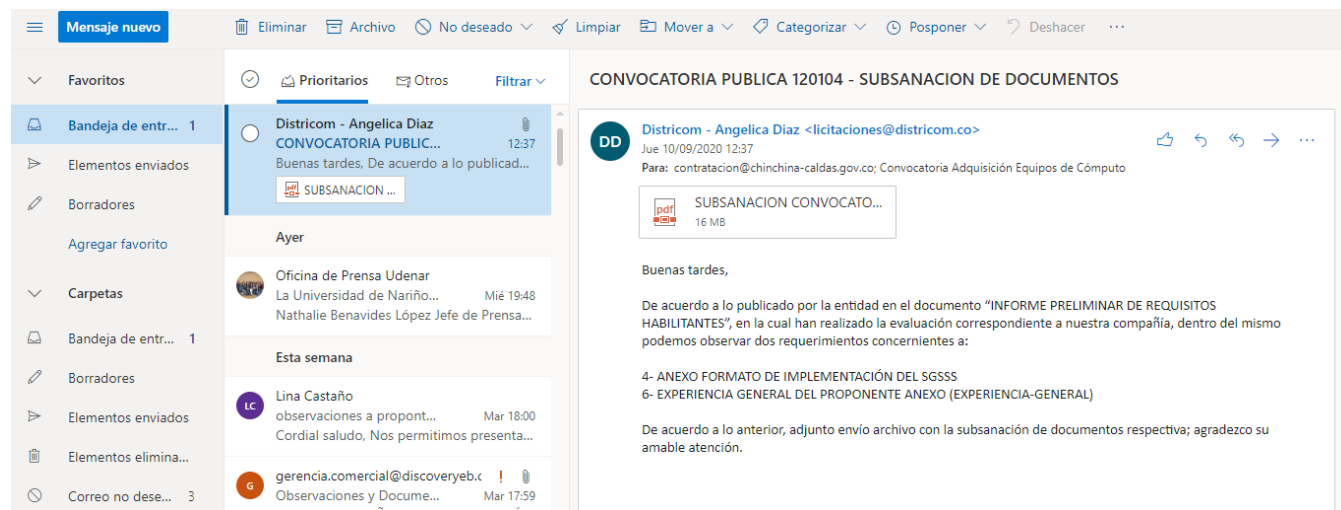 Mensaje nuevo
Eliminar
Archivo
No deseado
Limpiar
Mover a
Categorizar
Posponer
Deshacer
...
Favoritos
Bandeja de entr... 1
Elementos enviados
Borradores
Agregar favorito
Carpetas
Bandeja de entr... 1
Borradores
Elementos enviados
Elementos elimina...
Correo no dese... 3
Prioritarios
Otros
Filtrar
Districom - Angelica Diaz
CONVOCATORIA PUBLIC... 12:37
Buenas tardes, De acuerdo a lo publicad...
pdf
SUBSANACION ...
Ayer
Oficina de Prensa Udenar
La Universidad de Nariño... Mié 19:48
Nathalie Benavides López Jefe de Prensa...
Esta semana
LC
Lina Castaño
observaciones a propont... Mar 18:00
Cordial saludo, Nos permitimos presenta...
G
gerencia.comercial@discoveryeb.c !
Observaciones y Docume... Mar 17:59
CONVOCATORIA PUBLICA 120104 - SUBSANACION DE DOCUMENTOS
DD
Districom - Angelica Diaz <licitaciones@districom.co>
Jue 10/09/2020 12:37
Para: contratacion@chinchina-caldas.gov.co; Convocatoria Adquisición Equipos de Cómputo
pdf
SUBSANACION CONVOCATO...
16 MB
Buenas tardes,
De acuerdo a lo publicado por la entidad en el documento “INFORME PRELIMINAR DE REQUISITOS
HABILITANTES”, en la cual han realizado la evaluación correspondiente a nuestra compañía, dentro del mismo
podemos observar dos requerimientos concernientes a:
4- ANEXO FORMATO DE IMPLEMENTACIÓN DEL SGSSS
6- EXPERIENCIA GENERAL DEL PROPONENTE ANEXO (EXPERIENCIA-GENERAL)
De acuerdo a lo anterior, adjunto envío archivo con la subsanación de documentos respectiva; agradezco su
amable atención.